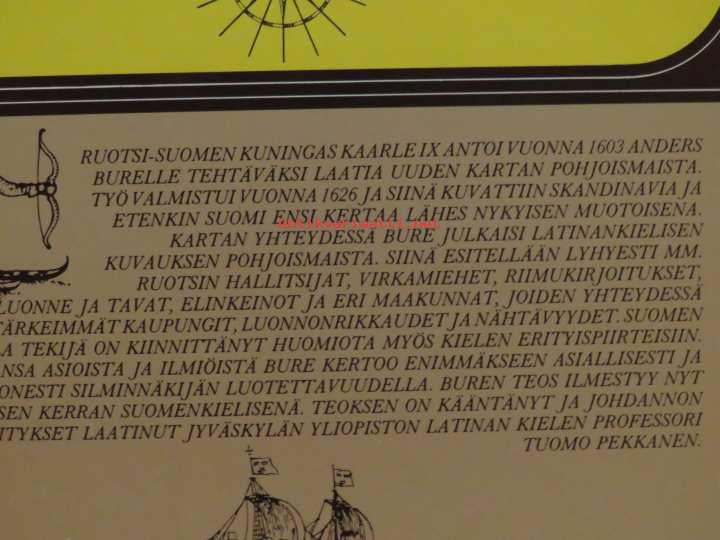 RUOTSI-SUOMEN KUNINGAS KAARLE IX ANTOI VUONNA 1603 ANDERS
BURELLE TEHTÄVÄKSI LAATIA UUDEN KARTAN POHJOISMAISTA.
TYÖ VALMISTUI VUONNA 1626 JA SIINÄ KUVATTIIN SKANDINAVIA JA
ETENKIN SUOMI ENSI KERTAA LÄHES NYKYISEN MUOTOISENA.
KARTAN YHTEYDESSÄ BURE JULKAISI LATINANKIELISEN
KUVAUKSEN POHJOISMAISTA. SIINÄ ESITELLÄÄN LYHYESTI MM.
RUOTSIN HALLITSIJAT, VIRKAMIEHET, RIIMUKIRJOITUKSET,
LUONNE JA TAVAT, ELINKEINOT JA ERI MAAKUNNAT, JOIDEN YHTEYDESSÄ
TÄRKEIMMÄT KAUPUNGIT, LUONNONRIKKAUDET JA NÄHTÄVYYDET. SUOMEN
A TEKIJÄ ON KIINNITTÄNYT HUOMIOTA MYÖS KIELEN ERITYISPIIRTEISIIN.
NSA ASIOISTA JA ILMIÖISTÄ BURE KERTOO ENIMMÄKSEEN ASIALLISESTI JA
ONESTI SILMINNÄKIJÄN LUOTETTAVUUDELLA. BUREN TEOS ILMESTYY NYT
SEN KERRAN SUOMENKIELISENÄ. TEOKSEN ON KÄÄNTÄNYT JA JOHDANNON
ITYKSET LAATINUT JYVÄSKYLÄN YLIOPISTON LATINAN KIELEN PROFESSORI
TUOMO PEKKANEN.